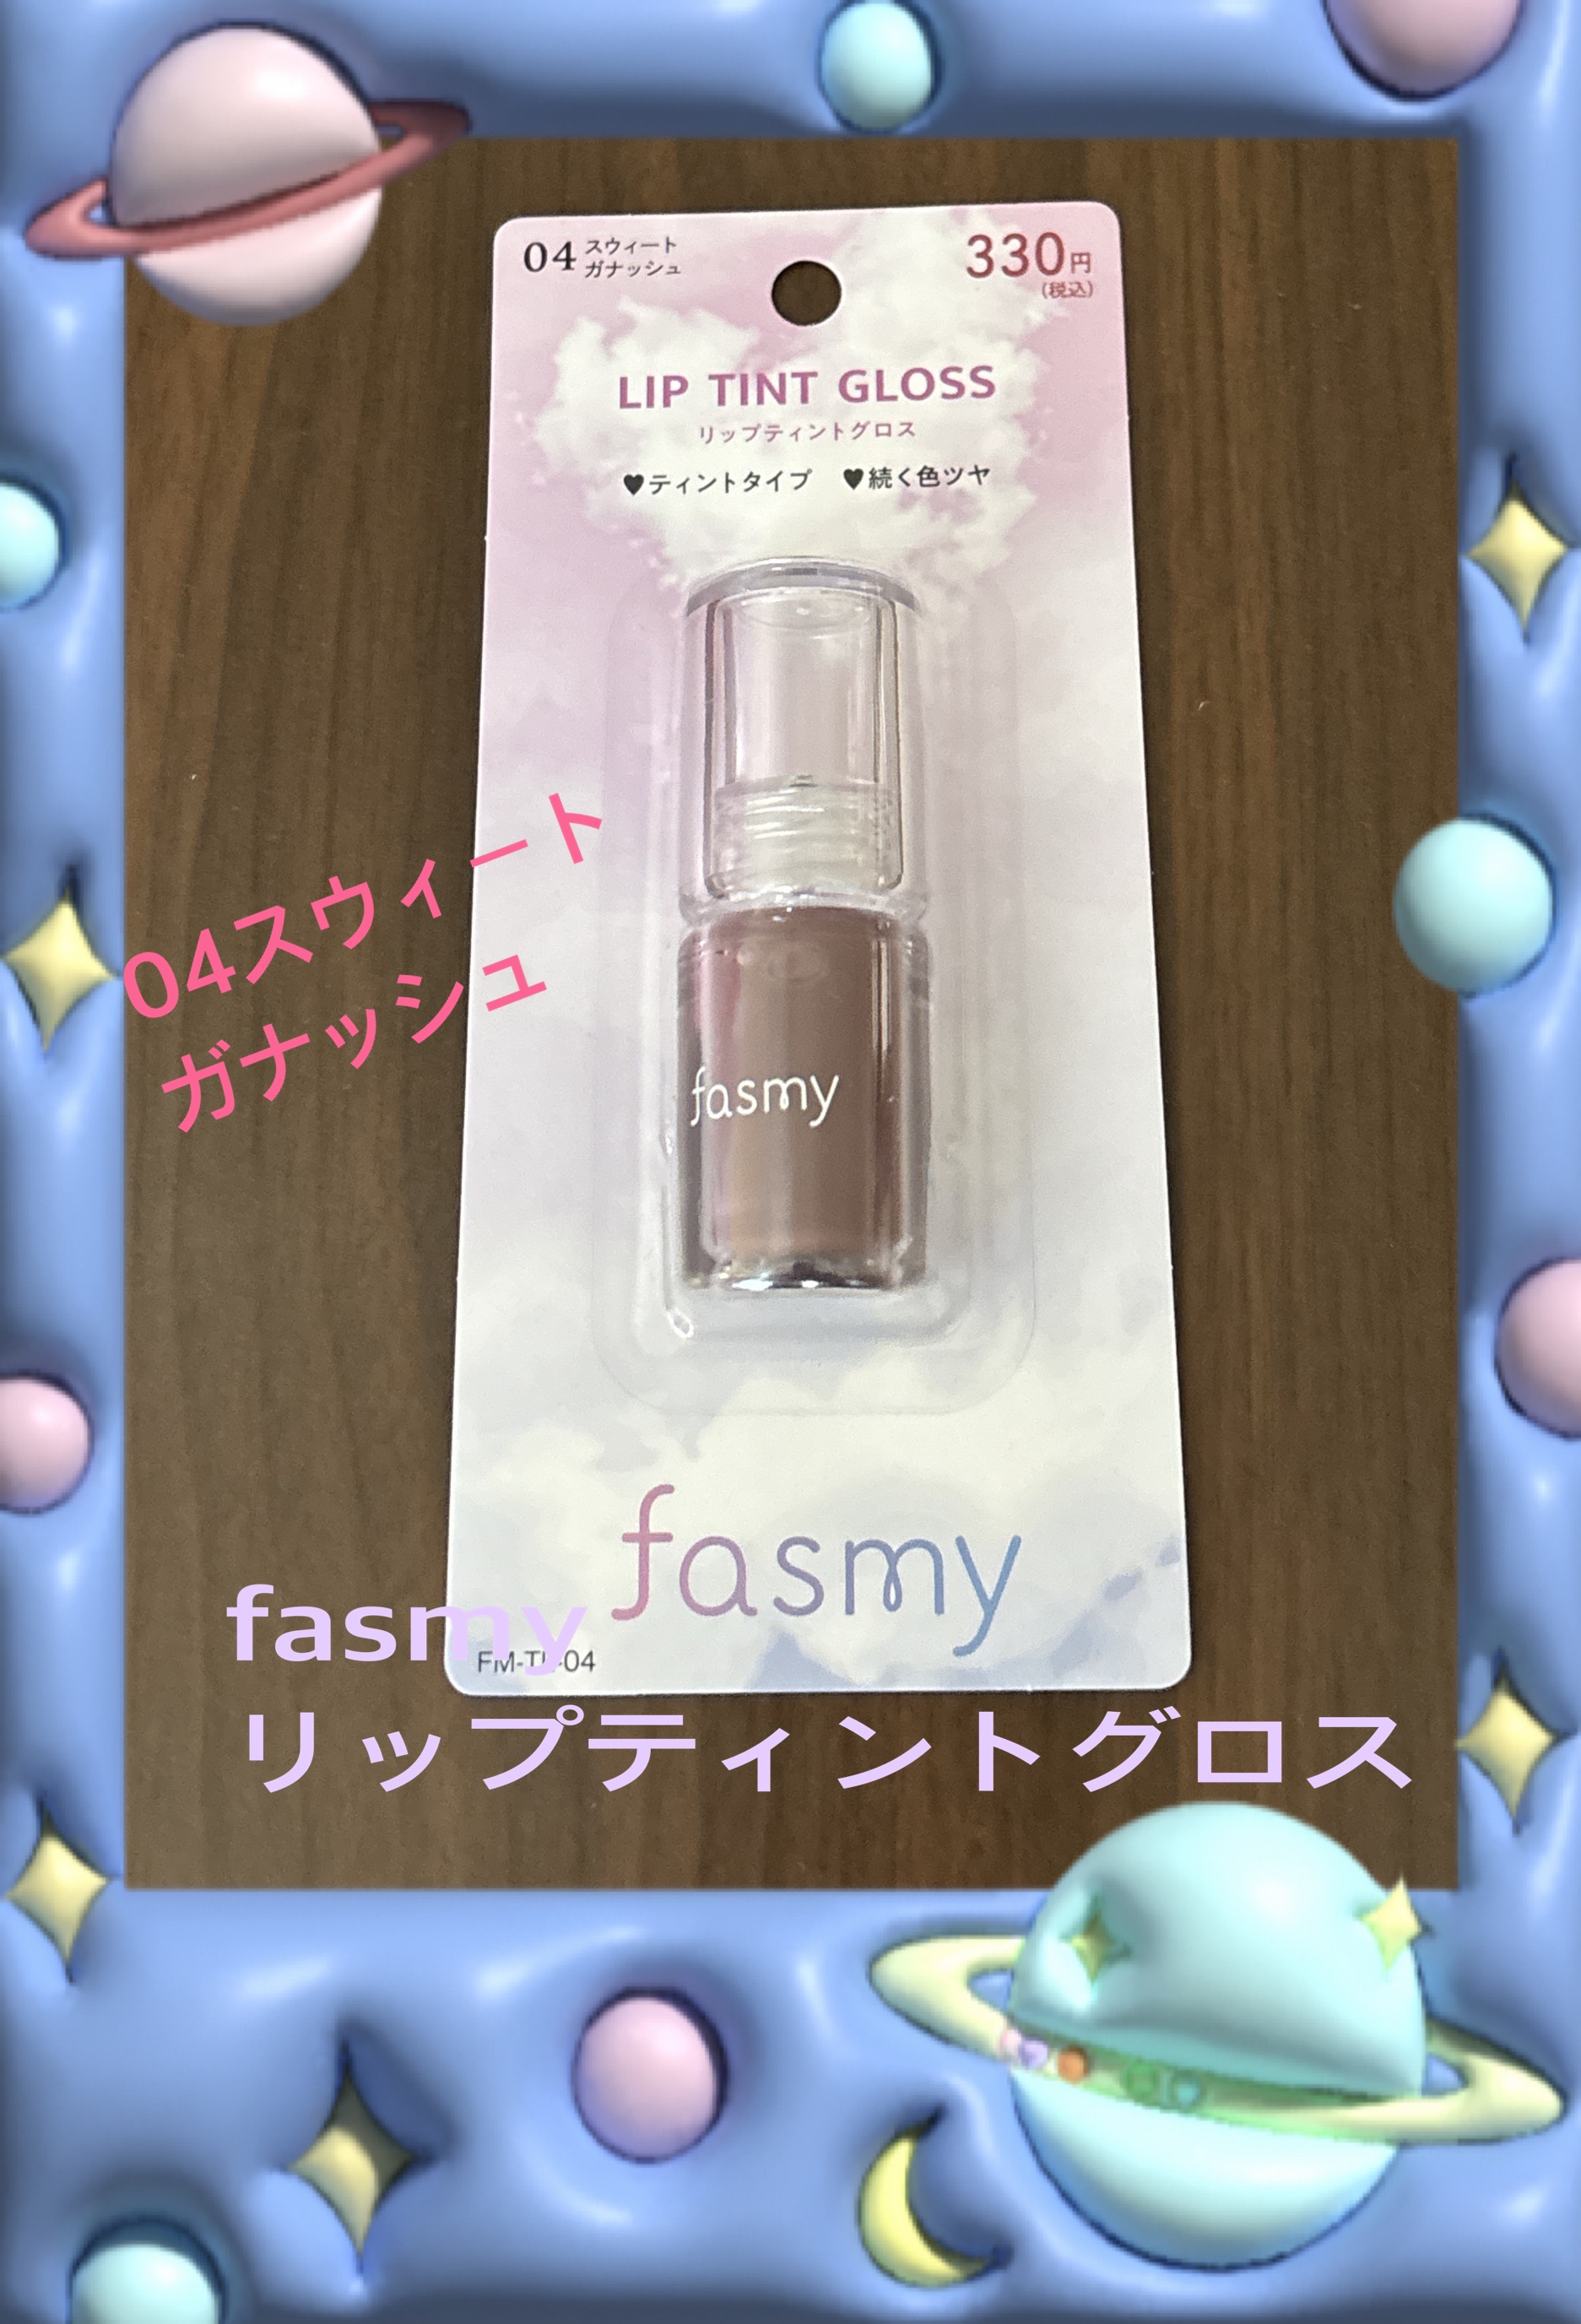 04 スウィート
ガナッシュ
330円
(税込)
LIP TINT GLOSS
リップティントグロス
♥ティントタイプ ♥続く色ツヤ
04スウィート
ガナッシュ
fasmy
fasmy
fasmy
リップティントグロス